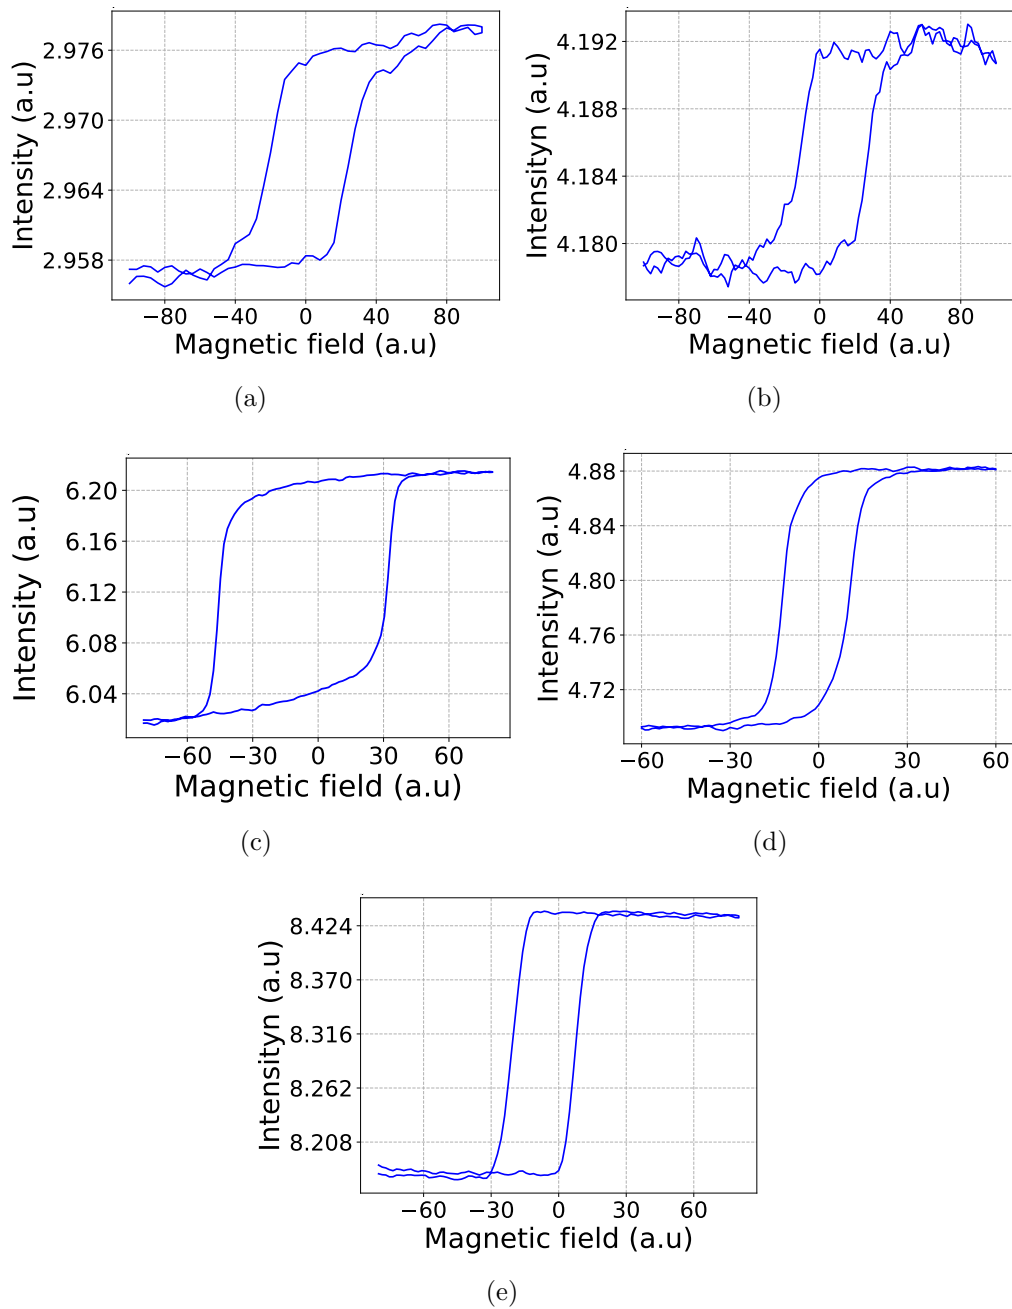 2.976
2.970
2.964
2.958
Intensity (a.u)
−80 −40 0 40 80
Magnetic field (a.u)
(a)
4.192
4.188
4.184
4.180
Intensityn (a.u)
−80 −40 0 40 80
Magnetic field (a.u)
(b)
6.20
6.16
6.12
6.08
6.04
Intensity (a.u)
−60 −30 0 30 60
Magnetic field (a.u)
(c)
4.88
4.84
4.80
4.76
4.72
Intensityn (a.u)
−60 −30 0 30 60
Magnetic field (a.u)
(d)
8.424
8.370
8.316
8.262
8.208
Intensityn (a.u)
−60 −30 0 30 60
Magnetic field (a.u)
(e)